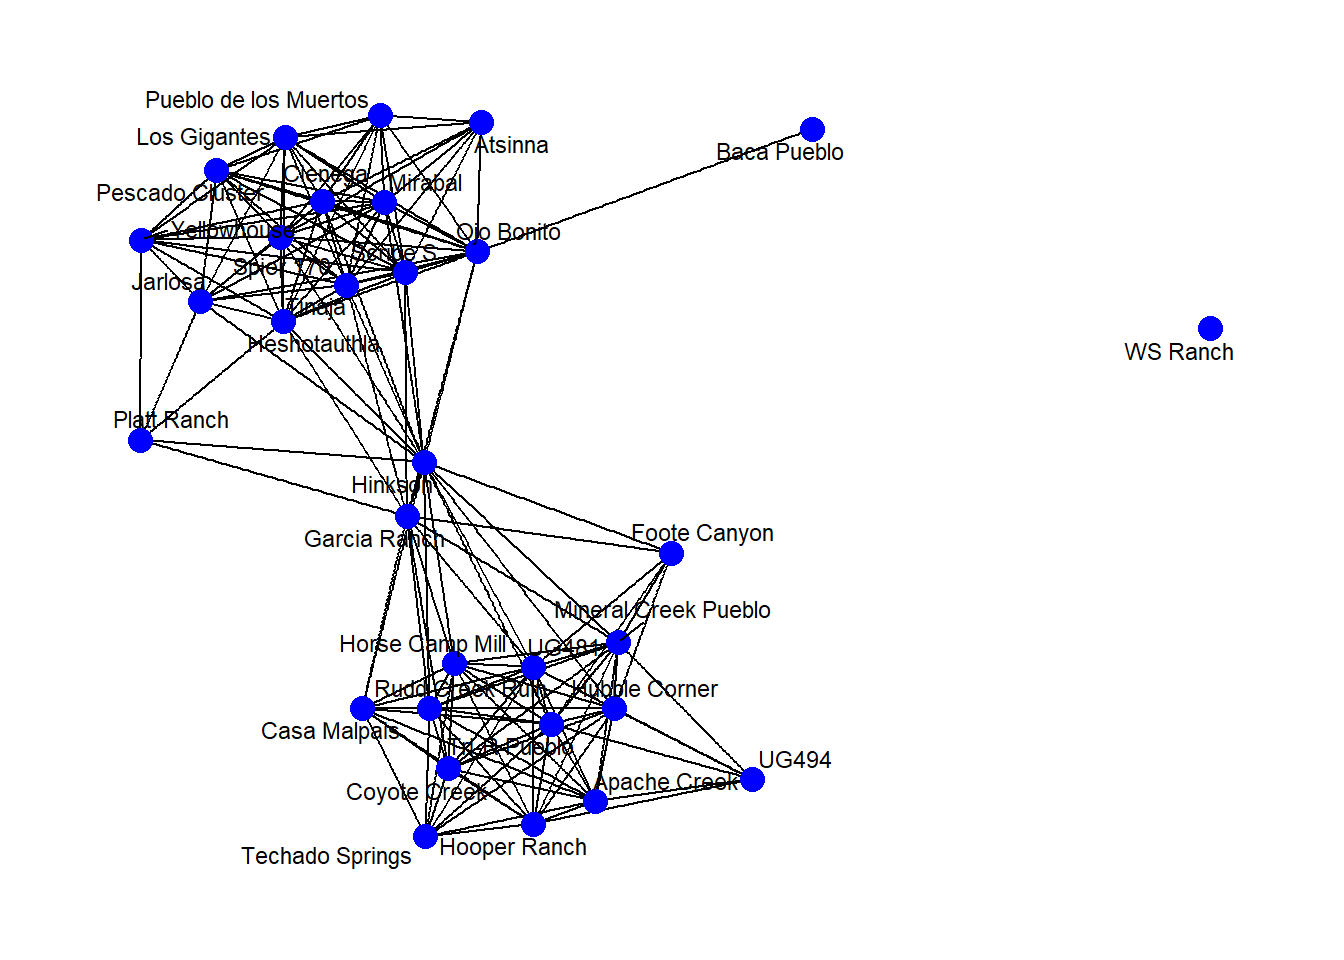 Pueblo de los Muertos
Los Gigantes
Atsinna
Baca Pueblo
Cienega
Mirabal
Pescado Cluster
Yellowhouse
Ojo Bonito
Scribe S
Spier 170
Jarlosa
Tinaja
Heshotauthla
WS Ranch
Platt Ranch
Hinkson
Garcia Ranch
Foote Canyon
Mineral Creek Pueblo
Horse Camp Mill
UG481
Rudd Creek Ruin
Hubble Corner
Casa Malpais
Tri-R Pueblo
UG494
Apache Creek
Coyote Creek
Hooper Ranch
Techado Springs